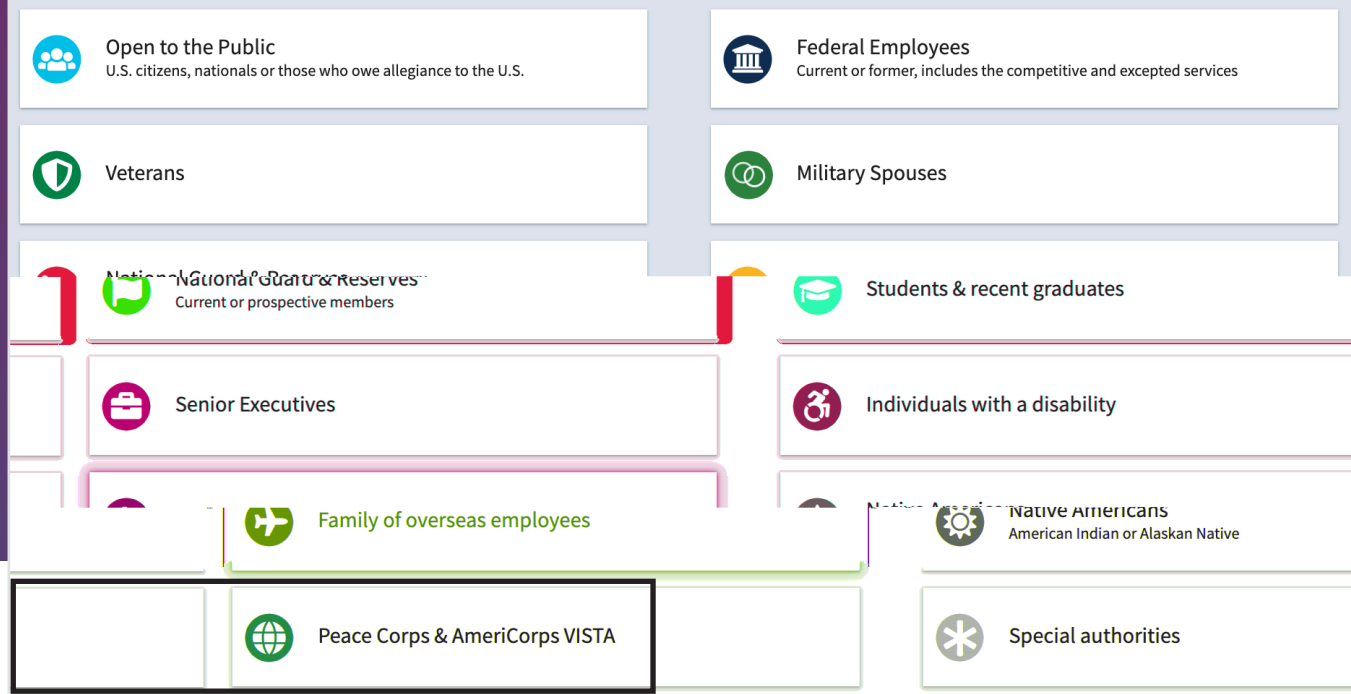 Open to the Public
U.S. citizens, nationals or those who owe allegiance to the U.S.
Federal Employees
Current or former, includes the competitive and excepted services
Veterans
Military Spouses
National Guard & Reserves
Current or prospective members
Students & recent graduates
Senior Executives
Individuals with a disability
Family of overseas employees
Native Americans
American Indian or Alaskan Native
Peace Corps & AmeriCorps VISTA
Special authorities